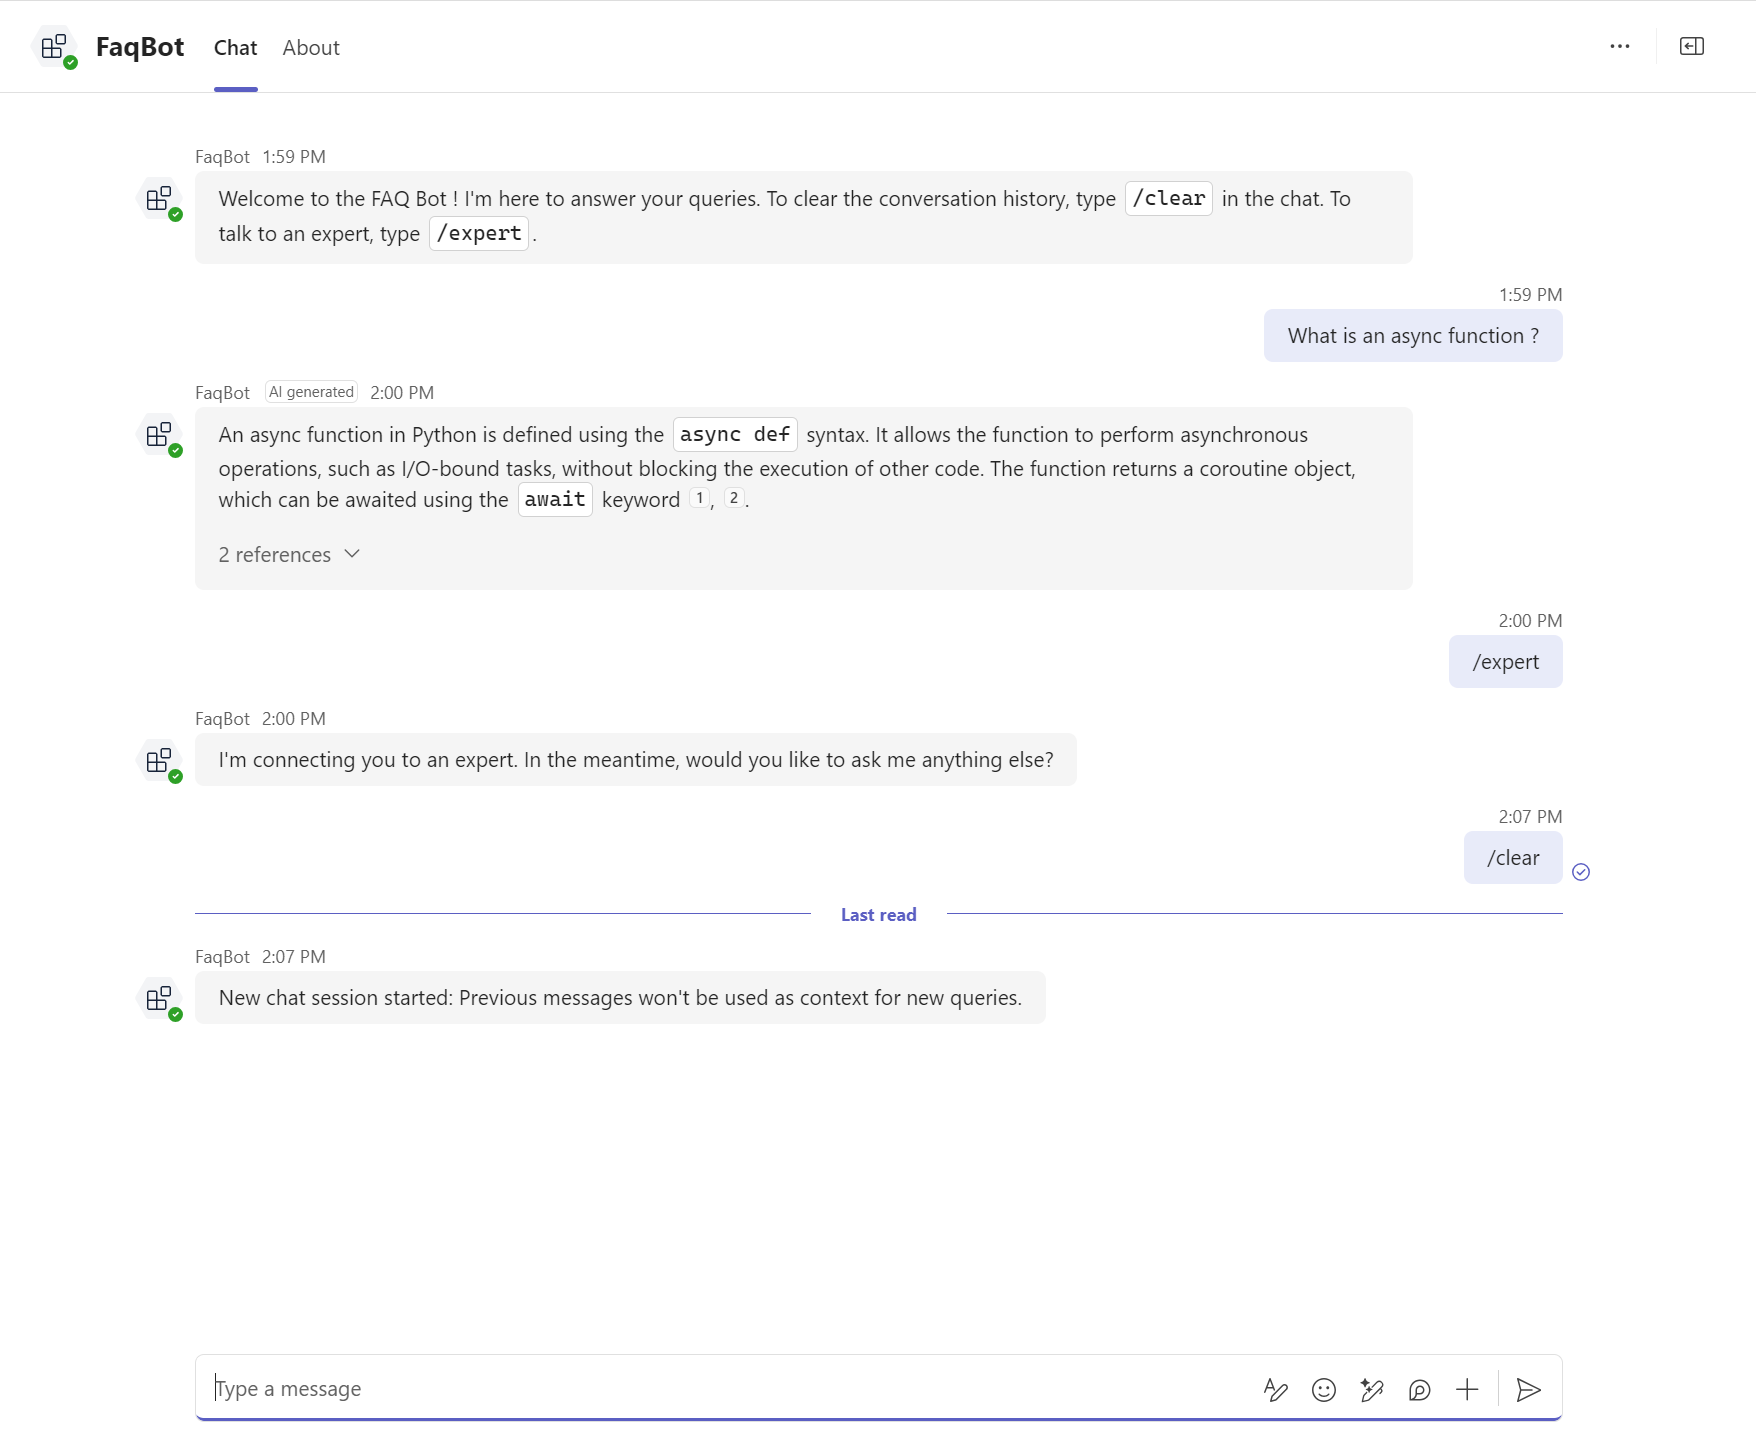 FaqBot Chat About
FaqBot 1:59 PM
Welcome to the FAQ Bot ! I'm here to answer your queries. To clear the conversation history, type /clear in the chat. To
talk to an expert, type /expert .
1:59 PM
What is an async function ?
FaqBot AI generated 2:00 PM
An async function in Python is defined using the async def syntax. It allows the function to perform asynchronous
operations, such as I/O-bound tasks, without blocking the execution of other code. The function returns a coroutine object,
which can be awaited using the await keyword 1, 2.
2 references
2:00 PM
/expert
FaqBot 2:00 PM
I'm connecting you to an expert. In the meantime, would you like to ask me anything else?
2:07 PM
/clear
Last read
FaqBot 2:07 PM
New chat session started: Previous messages won't be used as context for new queries.
Type a message